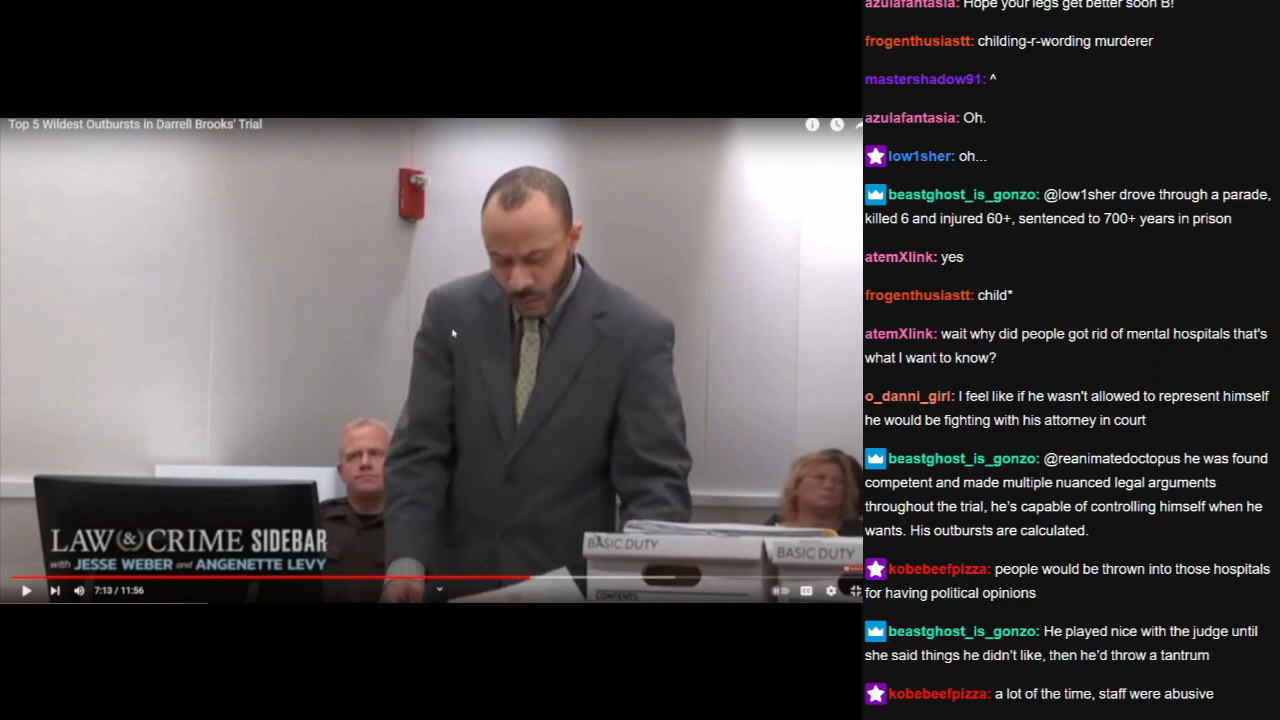 Top 5 Wildest Outbursts in Darrell Brooks' Trial
LAW & CRIME SIDEBAR
with JESSE WEBER and ANGENETTE LEVY
BASIC DUTY
BASIC DUTY
CONTENTS
7:13 / 11:56
azulafantasia: Hope your legs get better soon B!
frogenthusiastt: childing-r-wording murderer
mastershadow91: ^
azulafantasia: Oh.
low1sher: oh...
beastghost_is_gonzo: @low1sher drove through a parade,
killed 6 and injured 60+, sentenced to 700+ years in prison
atemXlink: yes
frogenthusiastt: child*
atemXlink: wait why did people got rid of mental hospitals that's
what I want to know?
o_danni_girl: I feel like if he wasn't allowed to represent himself
he would be fighting with his attorney in court
beastghost_is_gonzo: @reanimatedoctopus he was found
competent and made multiple nuanced legal arguments
throughout the trial, he's capable of controlling himself when he
wants. His outbursts are calculated.
kobebeefpizza: people would be thrown into those hospitals
for having political opinions
beastghost_is_gonzo: He played nice with the judge until
she said things he didn't like, then he'd throw a tantrum
kobebeefpizza: a lot of the time, staff were abusive